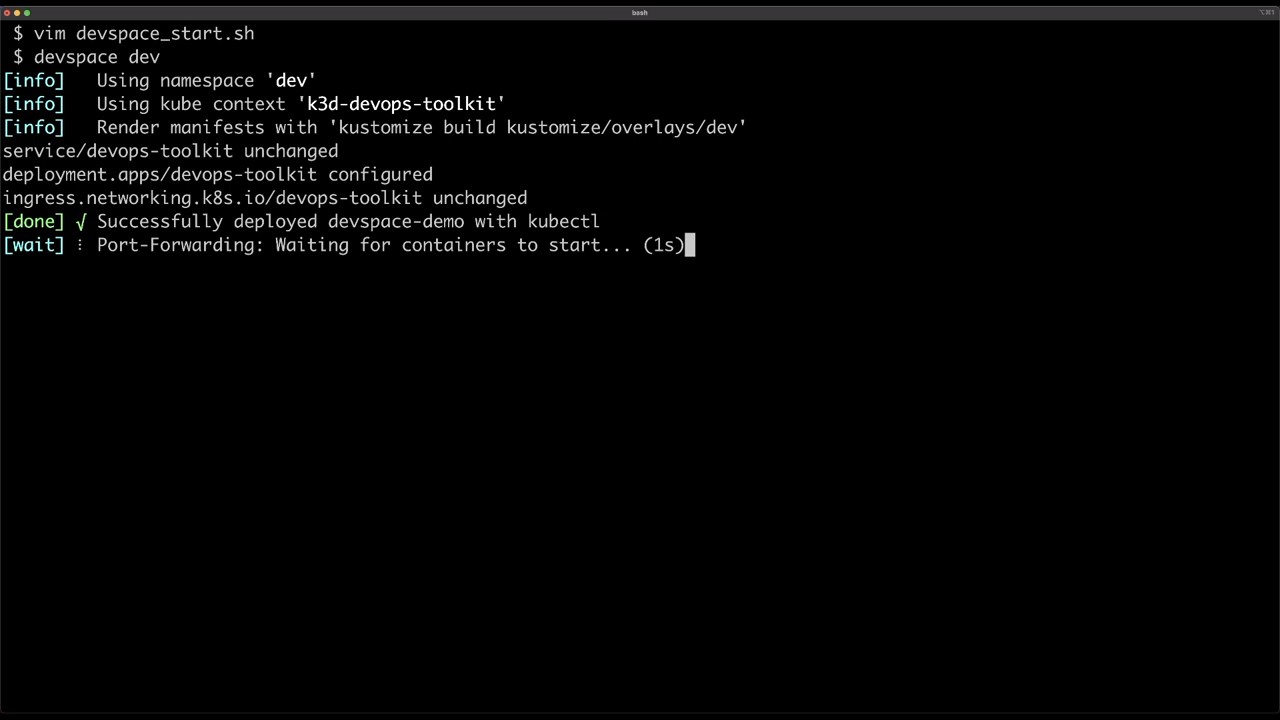 bash
⌥⌘1
$ vim devspace_start.sh
$ devspace dev
[info]   Using namespace 'dev'
[info]   Using kube context 'k3d-devops-toolkit'
[info]   Render manifests with 'kustomize build kustomize/overlays/dev'
service/devops-toolkit unchanged
deployment.apps/devops-toolkit configured
ingress.networking.k8s.io/devops-toolkit unchanged
[done] √ Successfully deployed devspace-demo with kubectl
[wait] ⁝ Port-Forwarding: Waiting for containers to start... (1s)